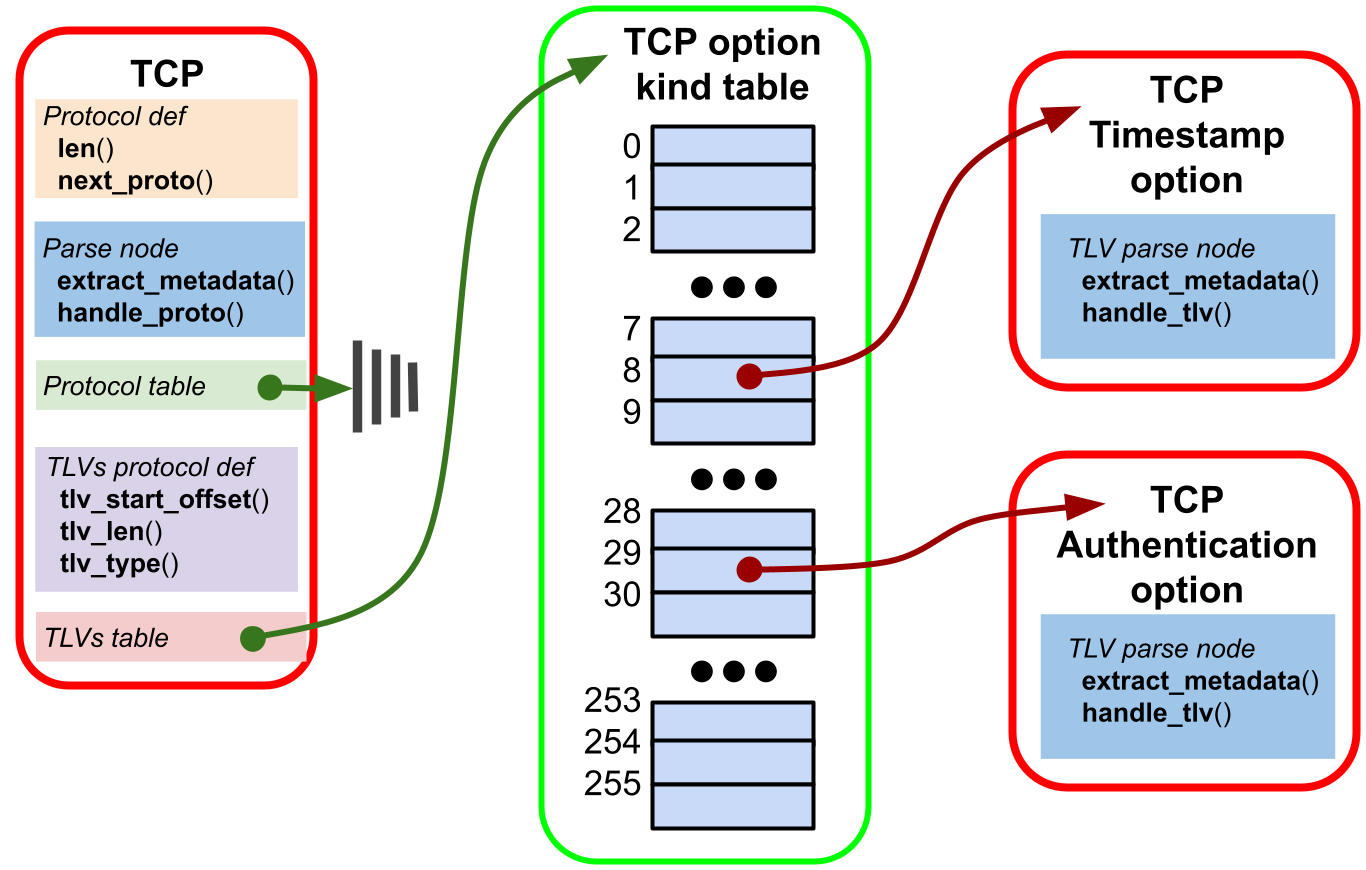 TCP
Protocol def
len()
next_proto()
Parse node
extract_metadata()
handle_proto()
Protocol table
TLVs protocol def
tlv_start_offset()
tlv_len()
tlv_type()
TLVs table
TCP option
kind table
0
1
2
7
8
9
28
29
30
253
254
255
TCP
Timestamp
option
TLV parse node
extract_metadata()
handle_tlv()
TCP
Authentication
option
TLV parse node
extract_metadata()
handle_tlv()